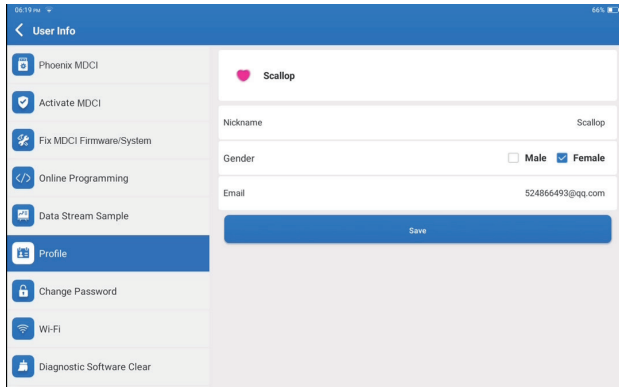 06:19 PM
66%
User Info
Phoenix MDCI
Activate MDCI
Fix MDCI Firmware/System
Online Programming
Data Stream Sample
Profile
Change Password
Wi-Fi
Diagnostic Software Clear
Scallop
Nickname Scallop
Gender Male Female
Email 524866493@qq.com
Save